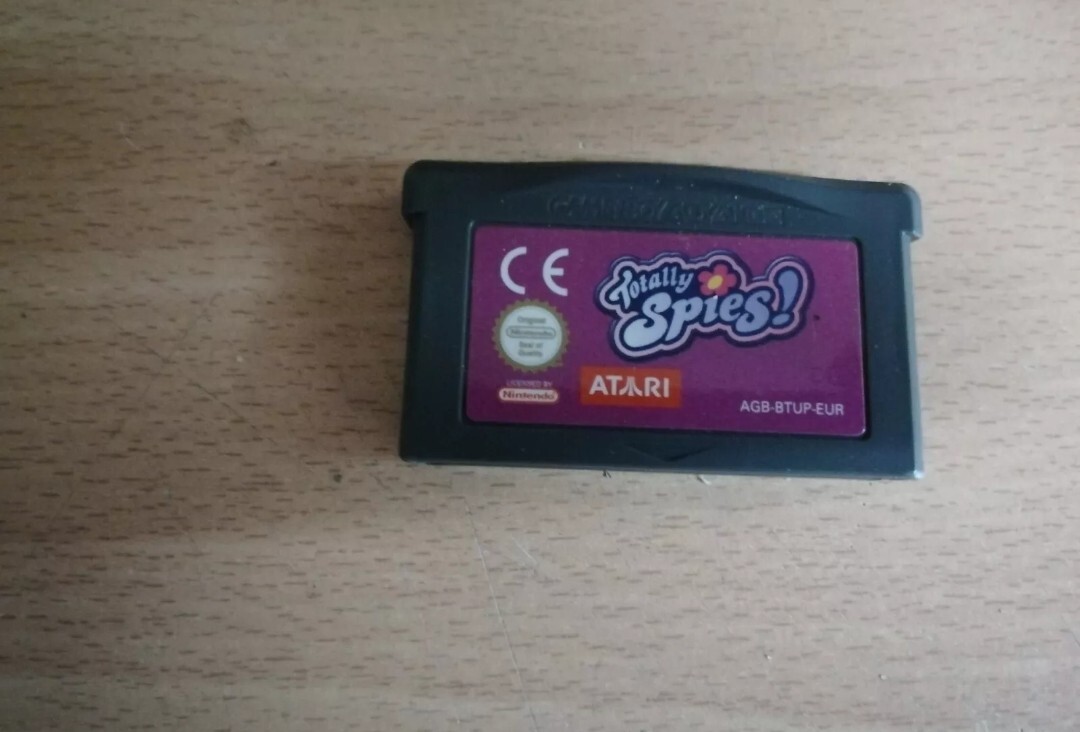 GAME BOY ADVANCE
CE
Totally
Spies!
Original
Nintendo
Seal of
Quality
LICENSED BY
Nintendo
ATARI
AGB-BTUP-EUR